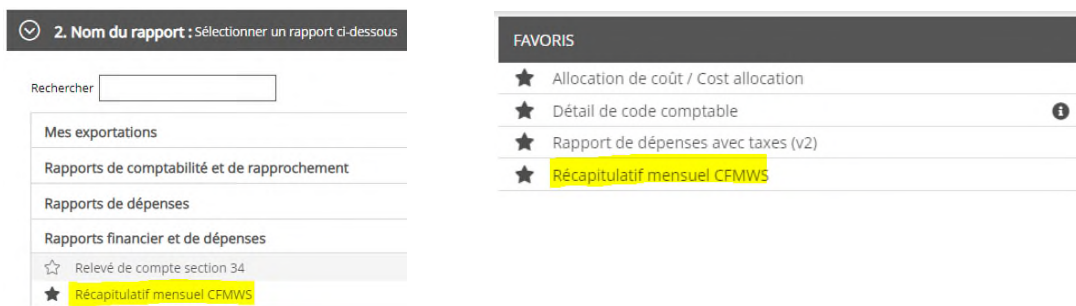 2. Nom du rapport : Sélectionner un rapport ci-dessous
Rechercher
Mes exportations
Rapports de comptabilité et de rapprochement
Rapports de dépenses
Rapports financier et de dépenses
Relevé de compte section 34
Récapitulatif mensuel CFMWS
FAVORIS
Allocation de coût / Cost allocation
Détail de code comptable
Rapport de dépenses avec taxes (v2)
Récapitulatif mensuel CFMWS